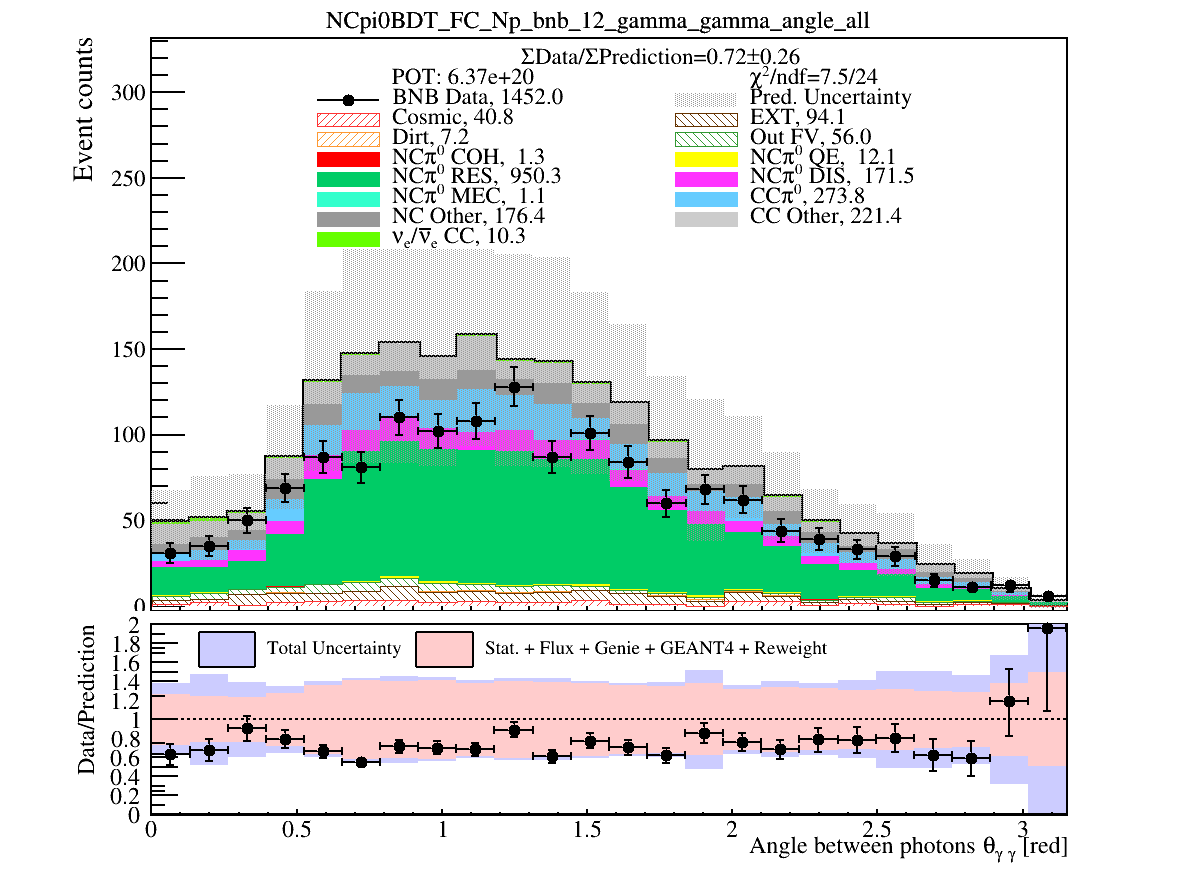 NCpi0BDT_FC_Np_bnb_12_gamma_gamma_angle_all
Event counts
ΣData/ΣPrediction=0.72±0.26
POT: 6.37e+20
χ²/ndf=7.5/24
BNB Data, 1452.0
Pred. Uncertainty
Cosmic, 40.8
EXT, 94.1
Dirt, 7.2
Out FV, 56.0
NCπ⁰ COH, 1.3
NCπ⁰ QE, 12.1
NCπ⁰ RES, 950.3
NCπ⁰ DIS, 171.5
NCπ⁰ MEC, 1.1
CCπ⁰, 273.8
NC Other, 176.4
CC Other, 221.4
νₑ/ν̅ₑ CC, 10.3
300
250
200
150
100
50
0
Data/Prediction
Total Uncertainty
Stat. + Flux + Genie + GEANT4 + Reweight
2
1.8
1.6
1.4
1.2
1
0.8
0.6
0.4
0.2
0
0 0.5 1 1.5 2 2.5 3
Angle between photons θγγ [red]